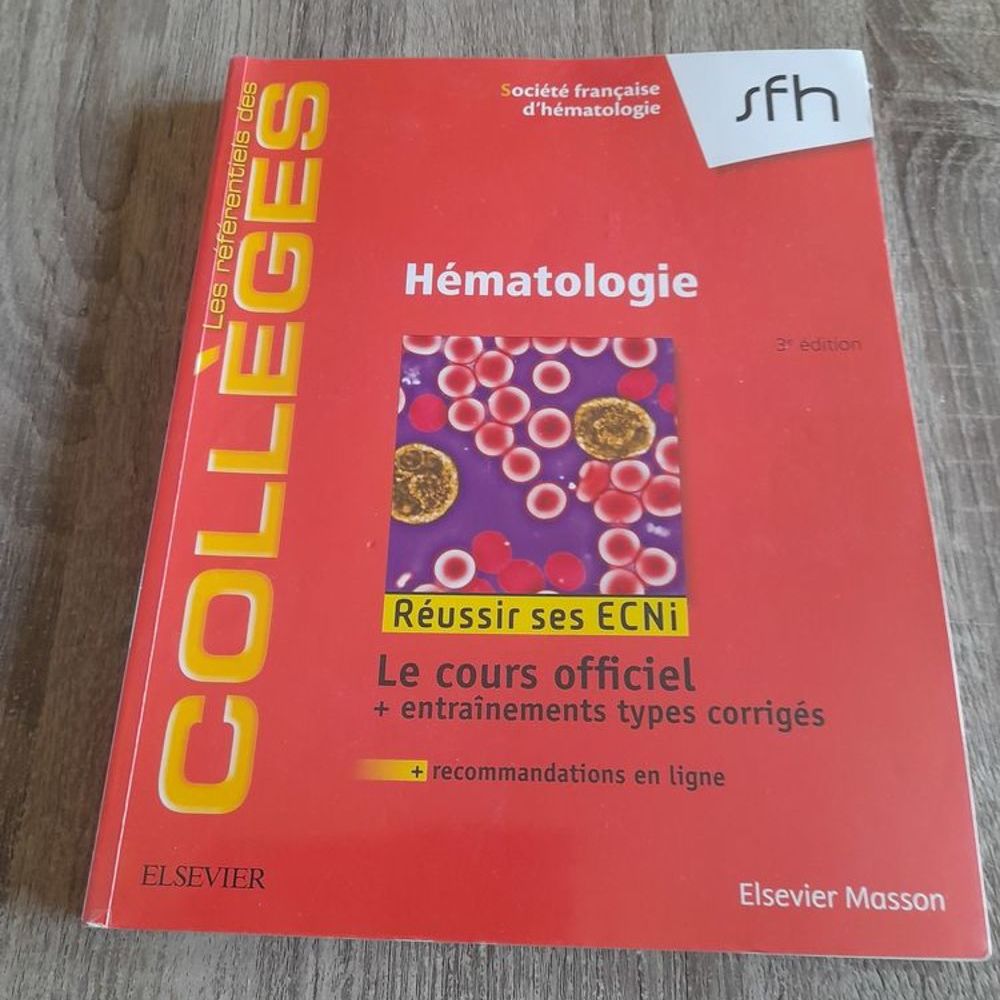 Les référentiels des
COLLÈGES
Société française
d'hématologie
sfh
Hématologie
3e édition
Réussir ses ECNi
Le cours officiel
+ entraînements types corrigés
+ recommandations en ligne
ELSEVIER
Elsevier Masson